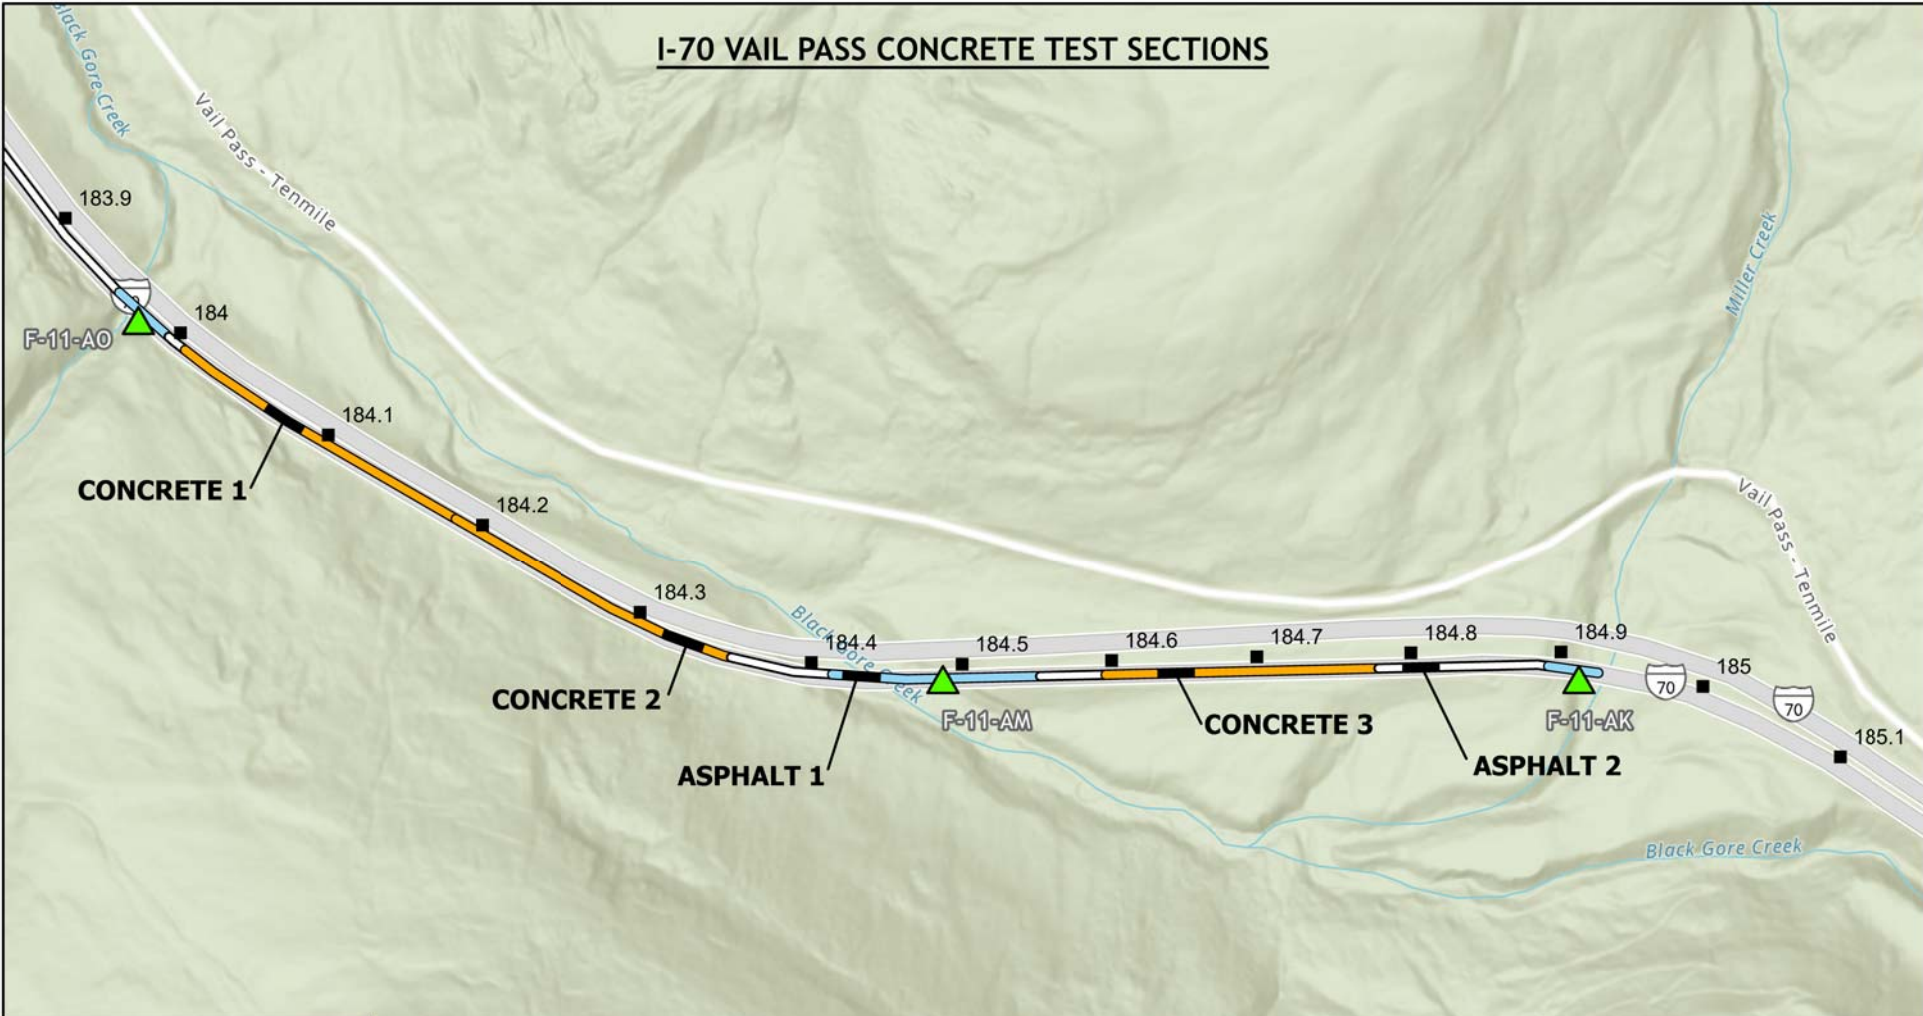 I-70 VAIL PASS CONCRETE TEST SECTIONS
Black Gore Creek
Vail Pass - Tenmile
183.9
Miller Creek
184
F-11-AO
184.1
CONCRETE 1
Vail Pass - Tenmile
184.2
184.3
Black Gore Creek
184.4
184.5
184.6
184.7
184.8
184.9
185
70
70
CONCRETE 2
F-11-AM
CONCRETE 3
F-11-AK
185.1
ASPHALT 1
ASPHALT 2
Black Gore Creek